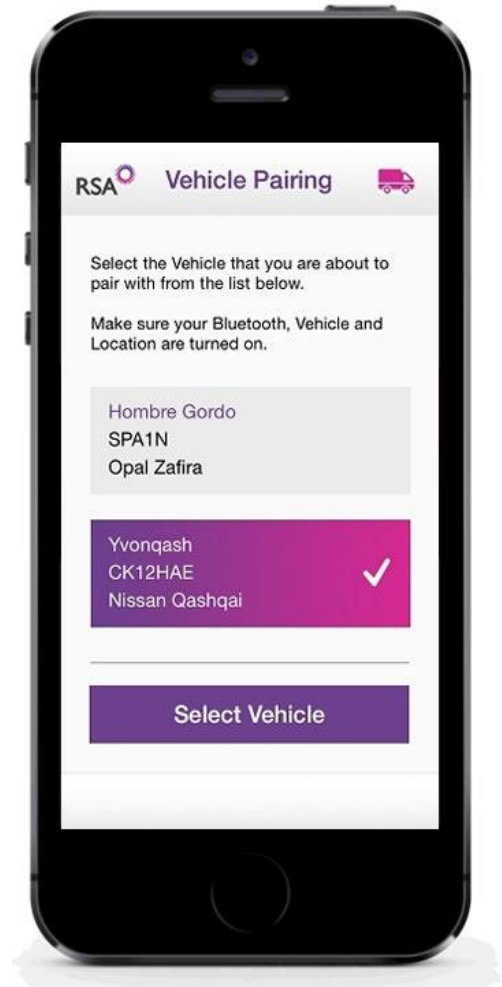 RSA
Vehicle Pairing
Select the Vehicle that you are about to
pair with from the list below.
Make sure your Bluetooth, Vehicle and
Location are turned on.
Hombre Gordo
SPA1N
Opal Zafira
Yvonqash
CK12HAE
Nissan Qashqai
Select Vehicle